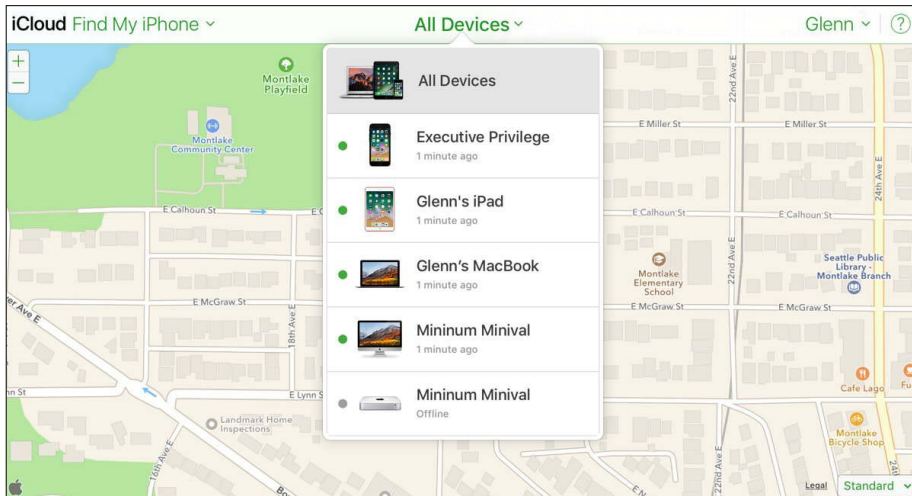 iCloud Find My iPhone
All Devices
Glenn
?
+
−
All Devices
Executive Privilege
1 minute ago
Glenn's iPad
1 minute ago
Glenn’s MacBook
1 minute ago
Mininum Minival
1 minute ago
Mininum Minival
Offline
Montlake
Playfield
Montlake
Community Center
E Calhoun St
E McGraw St
18th Ave E
E Lynn S
Landmark Home
Inspections
16th Ave E
22nd Ave E
E Miller St
E Miller St
24th Ave E
E Calhoun St
E Calhoun St
22nd Ave E
Seattle Public
Library -
Montlake Branch
Montlake
Elementary
School
E McGraw St
E McGraw St
Cafe Lago
Montlake
Bicycle Shop
22nd Ave E
Legal
Standard